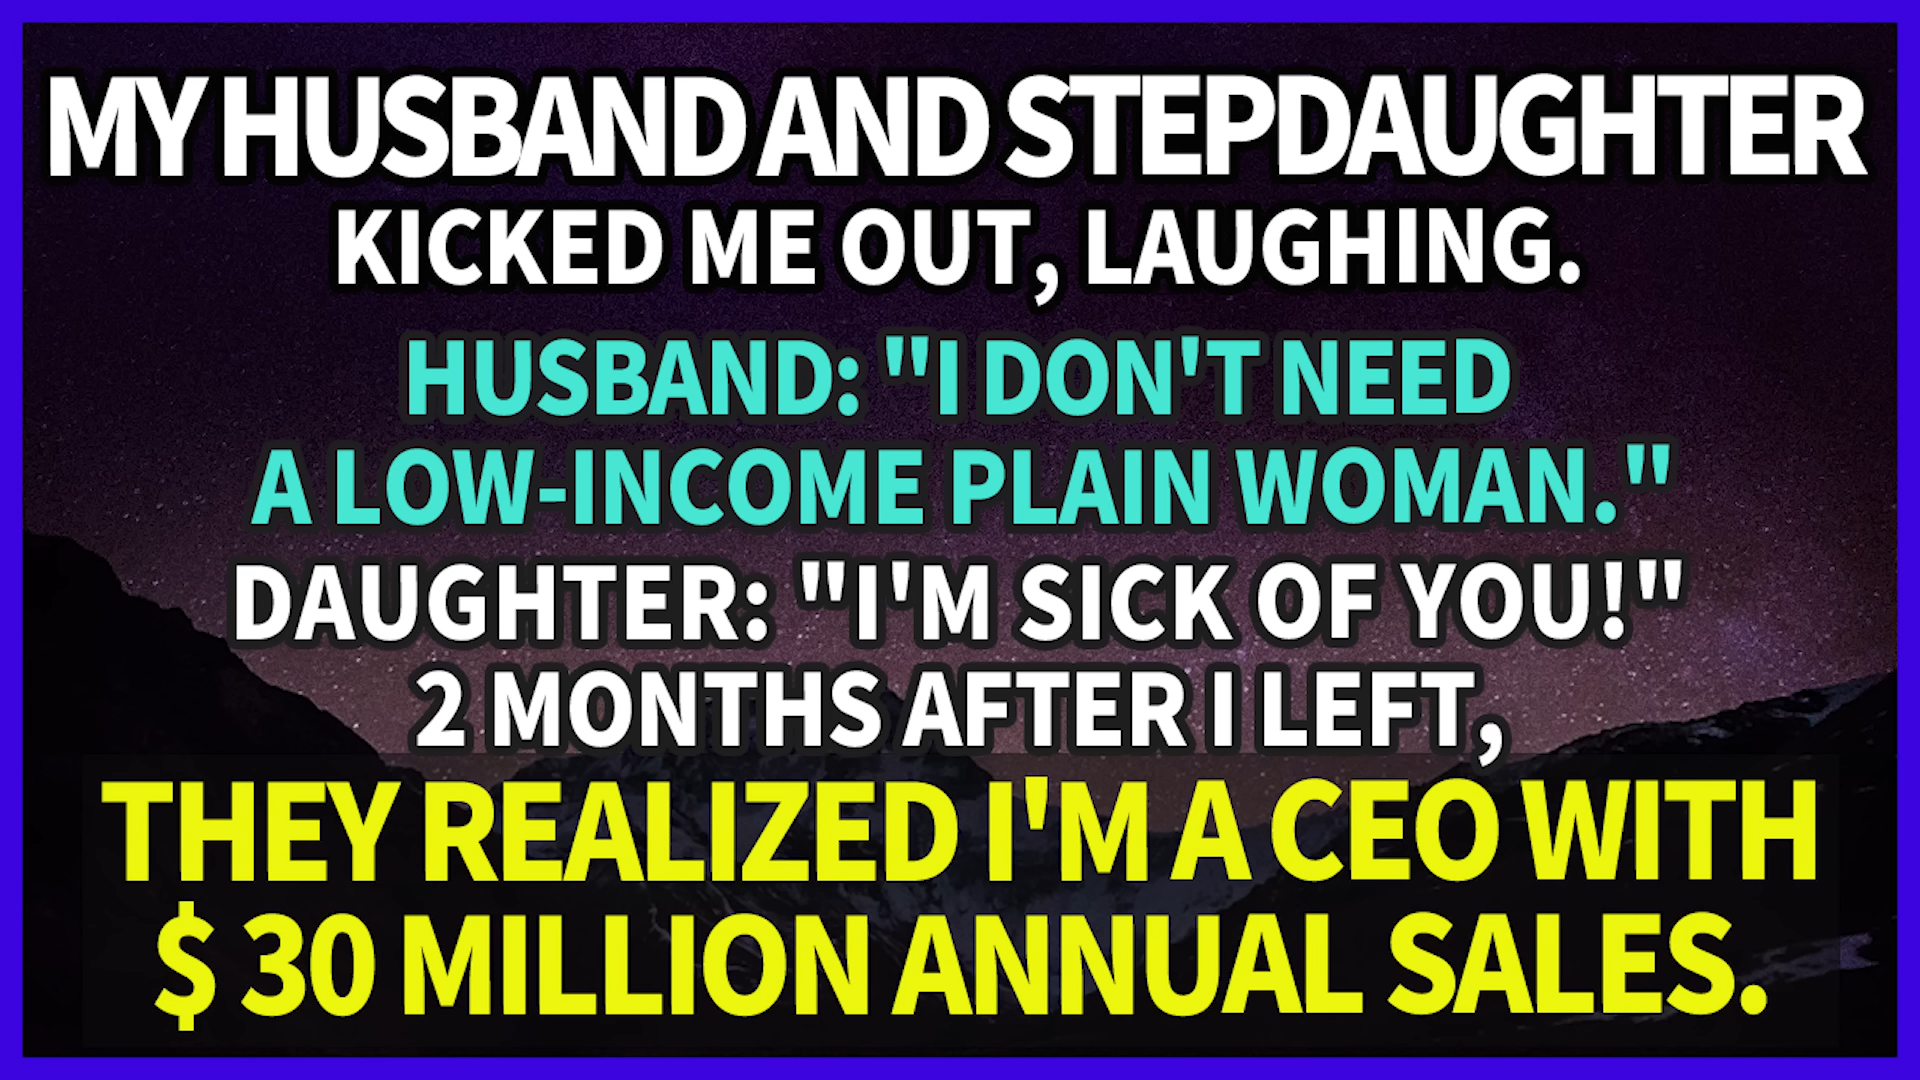 MY HUSBAND AND STEPDAUGHTER
KICKED ME OUT, LAUGHING.
HUSBAND: "I DON'T NEED
A LOW-INCOME PLAIN WOMAN."
DAUGHTER: "I'M SICK OF YOU!"
2 MONTHS AFTER I LEFT,
THEY REALIZED I'M A CEO WITH
$ 30 MILLION ANNUAL SALES.